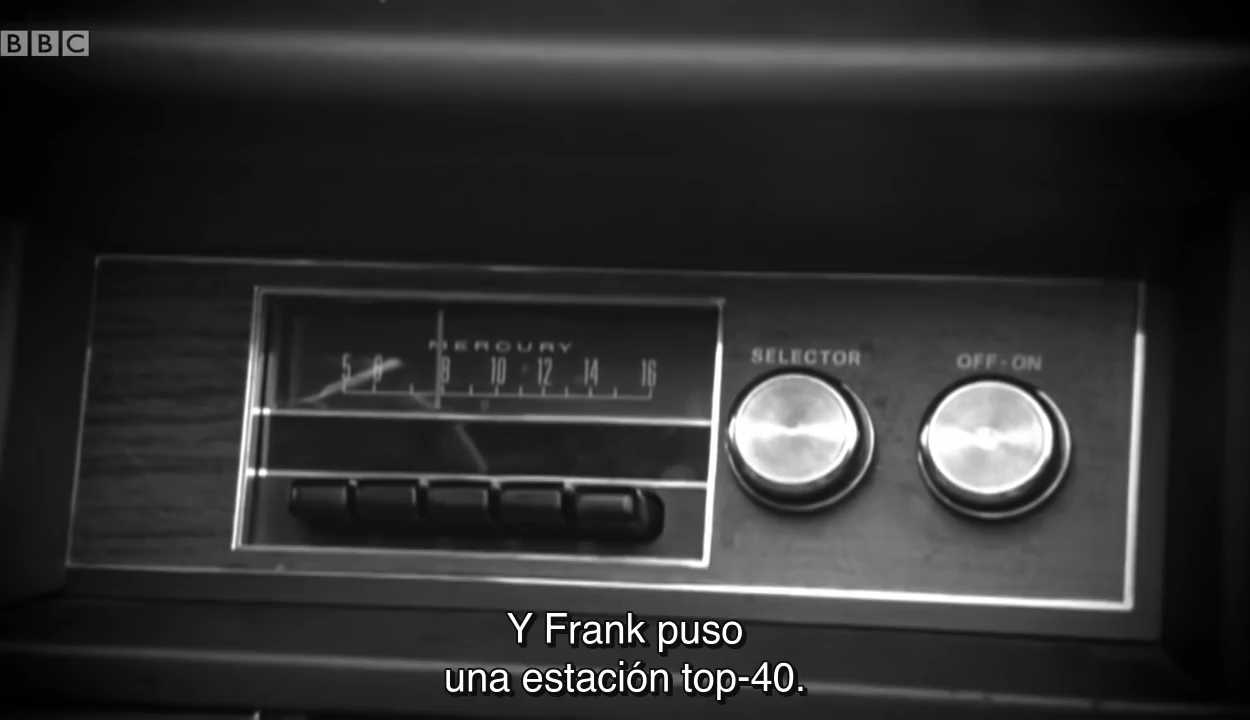 BBC
MERCURY
5 6 8 10 12 14 16
SELECTOR
OFF-ON
Y Frank puso
una estación top-40.